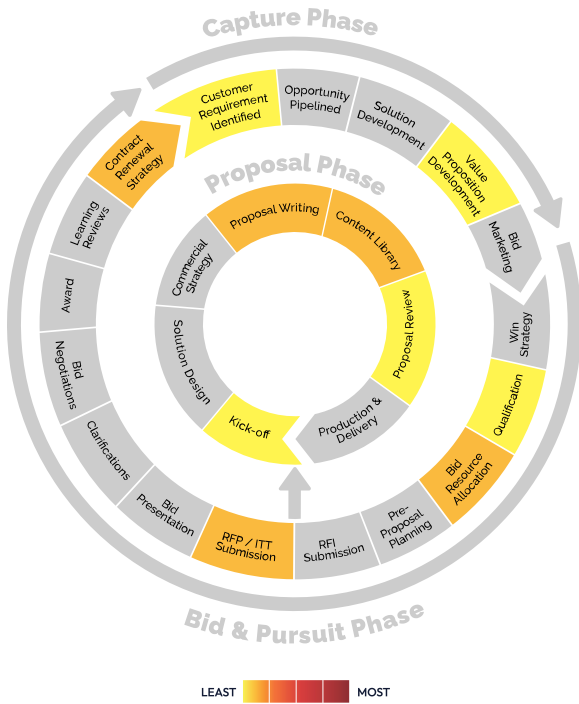 Capture Phase
Customer
Requirement
Identified
Opportunity
Pipelined
Solution
Development
Value
Proposition
Development
Bid
Marketing
Win
Strategy
Qualification
Bid
Resource
Allocation
Pre-
Proposal
Planning
RFI
Submission
RFP / ITT
Submission
Bid
Presentation
Clarifications
Bid
Negotiations
Award
Learning
Reviews
Contract
Renewal
Strategy
Proposal Phase
Proposal Writing
Content Library
Proposal Review
Production &
Delivery
Kick-off
Solution Design
Commercial
Strategy
Bid & Pursuit Phase
LEAST
MOST